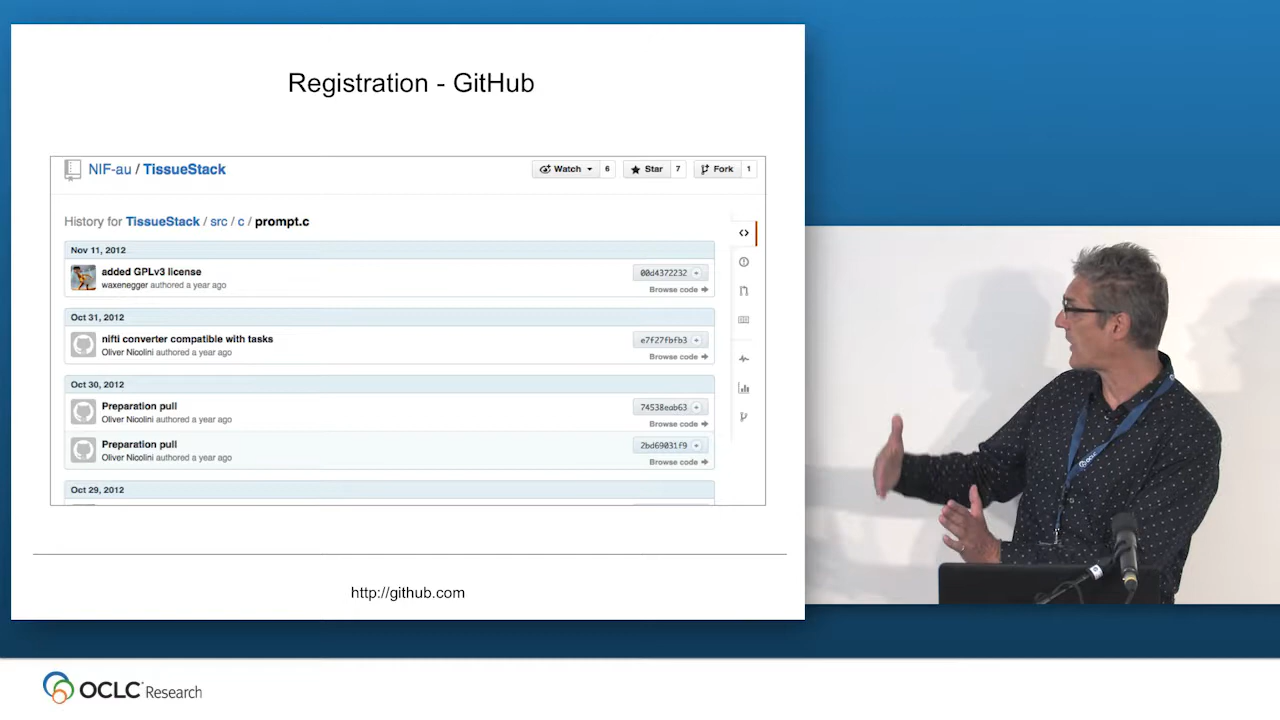 Registration - GitHub
NIF-au / TissueStack
Watch 6 Star 7 Fork 1
History for TissueStack / src / c / prompt.c
Nov 11, 2012
added GPLv3 license
waxenegger authored a year ago
00d4372232 +
Browse code
Oct 31, 2012
nifti converter compatible with tasks
Oliver Nicolini authored a year ago
e7f27fbfb3 +
Browse code
Oct 30, 2012
Preparation pull
Oliver Nicolini authored a year ago
74538eab63 +
Browse code
Preparation pull
Oliver Nicolini authored a year ago
2bd69031f9 +
Browse code
Oct 29, 2012
http://github.com
OCLC
OCLC Research